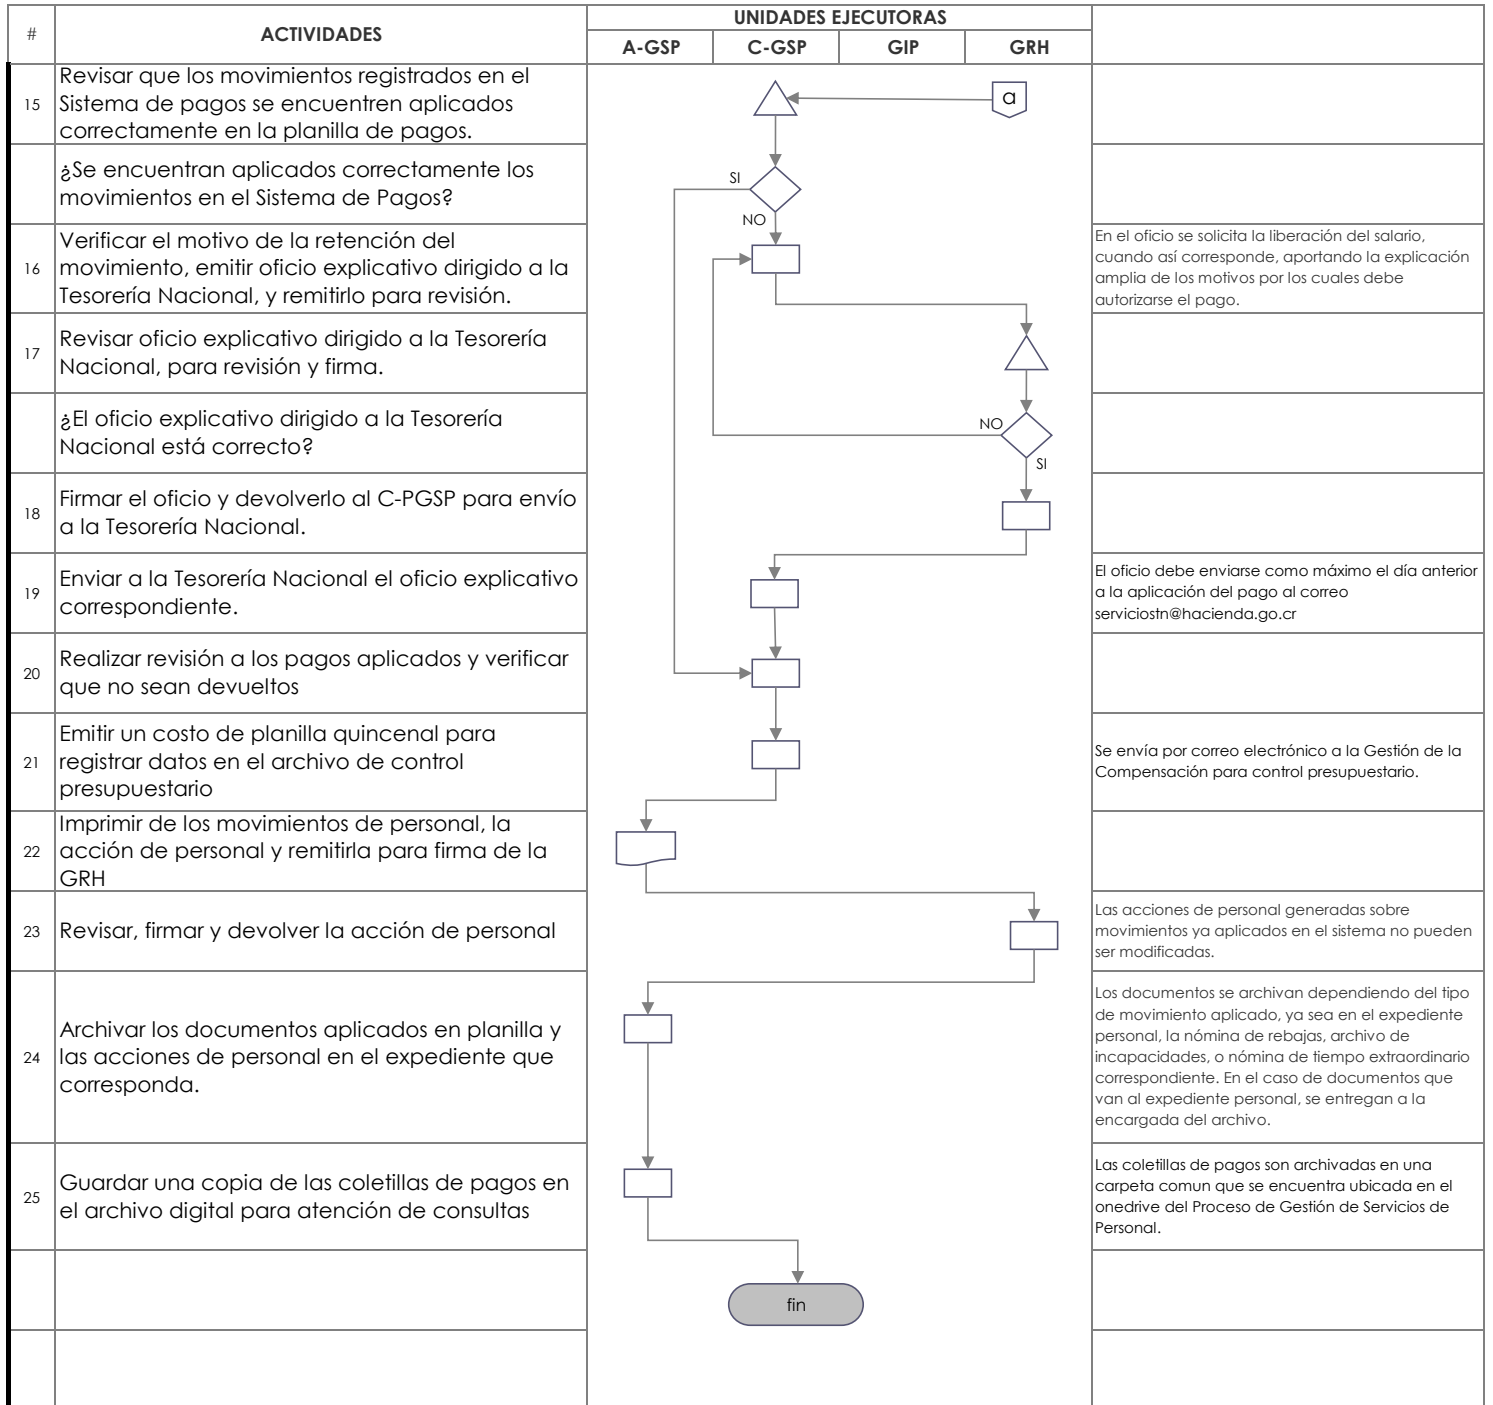 # ACTIVIDADES UNIDADES EJECUTORAS
A-GSP C-GSP GIP GRH
15
Revisar que los movimientos registrados en el
Sistema de pagos se encuentren aplicados
correctamente en la planilla de pagos.
a
¿Se encuentran aplicados correctamente los
movimientos en el Sistema de Pagos?
SI
NO
16
Verificar el motivo de la retención del
movimiento, emitir oficio explicativo dirigido a la
Tesorería Nacional, y remitirlo para revisión.
En el oficio se solicita la liberación del salario,
cuando así corresponde, aportando la explicación
amplia de los motivos por los cuales debe
autorizarse el pago.
17
Revisar oficio explicativo dirigido a la Tesorería
Nacional, para revisión y firma.
¿El oficio explicativo dirigido a la Tesorería
Nacional está correcto?
NO
SI
18
Firmar el oficio y devolverlo al C-PGSP para envío
a la Tesorería Nacional.
19
Enviar a la Tesorería Nacional el oficio explicativo
correspondiente.
El oficio debe enviarse como máximo el día anterior
a la aplicación del pago al correo
serviciostn@hacienda.go.cr
20
Realizar revisión a los pagos aplicados y verificar
que no sean devueltos
21
Emitir un costo de planilla quincenal para
registrar datos en el archivo de control
presupuestario
Se envía por correo electrónico a la Gestión de la
Compensación para control presupuestario.
22
Imprimir de los movimientos de personal, la
acción de personal y remitirla para firma de la
GRH
23
Revisar, firmar y devolver la acción de personal
Las acciones de personal generadas sobre
movimientos ya aplicados en el sistema no pueden
ser modificadas.
24
Archivar los documentos aplicados en planilla y
las acciones de personal en el expediente que
corresponda.
Los documentos se archivan dependiendo del tipo
de movimiento aplicado, ya sea en el expediente
personal, la nómina de rebajas, archivo de
incapacidades, o nómina de tiempo extraordinario
correspondiente. En el caso de documentos que
van al expediente personal, se entregan a la
encargada del archivo.
25
Guardar una copia de las coletillas de pagos en
el archivo digital para atención de consultas
Las coletillas de pagos son archivadas en una
carpeta comun que se encuentra ubicada en el
onedrive del Proceso de Gestión de Servicios de
Personal.
fin